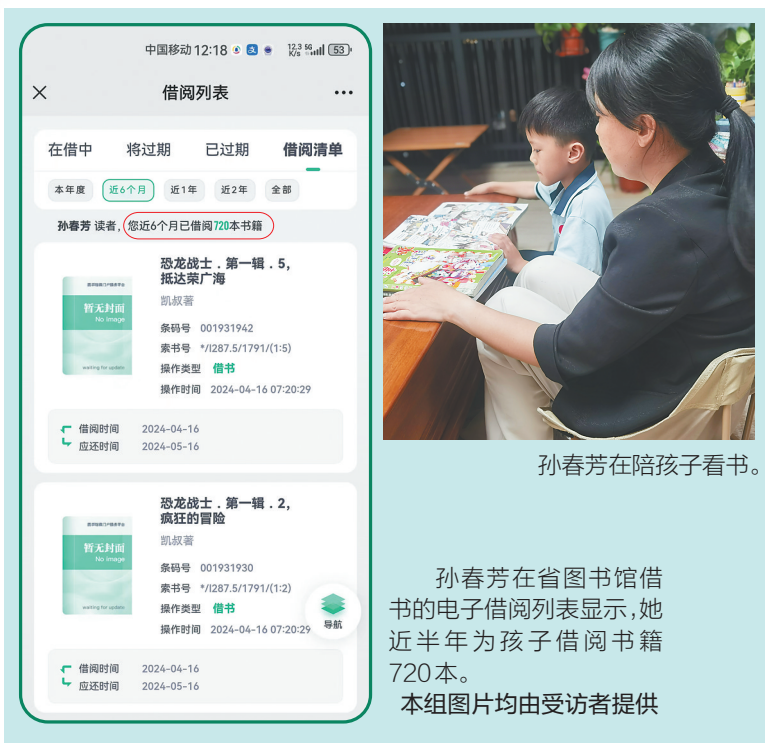 中国移动 12:18
12.3 K/s 5G 53
借阅列表
在借中 将过期 已过期 借阅清单
本年度 近6个月 近1年 近2年 全部
孙春芳 读者,您近6个月已借阅720本书籍
恐龙战士．第一辑．5,
抵达荣广海
凯叔著
暂无封面
No Image
waiting for update
条码号 001931942
索书号 */I287.5/1791/(1:5)
操作类型 借书
操作时间 2024-04-16 07:20:29
借阅时间 2024-04-16
应还时间 2024-05-16
恐龙战士．第一辑．2,
疯狂的冒险
凯叔著
暂无封面
No Image
waiting for update
条码号 001931930
索书号 */I287.5/1791/(1:2)
操作类型 借书
操作时间 2024-04-16 07:20:29
导航
借阅时间 2024-04-16
应还时间 2024-05-16
孙春芳在陪孩子看书。
孙春芳在省图书馆借
书的电子借阅列表显示,她
近半年为孩子借阅书籍
720本。
本组图片均由受访者提供